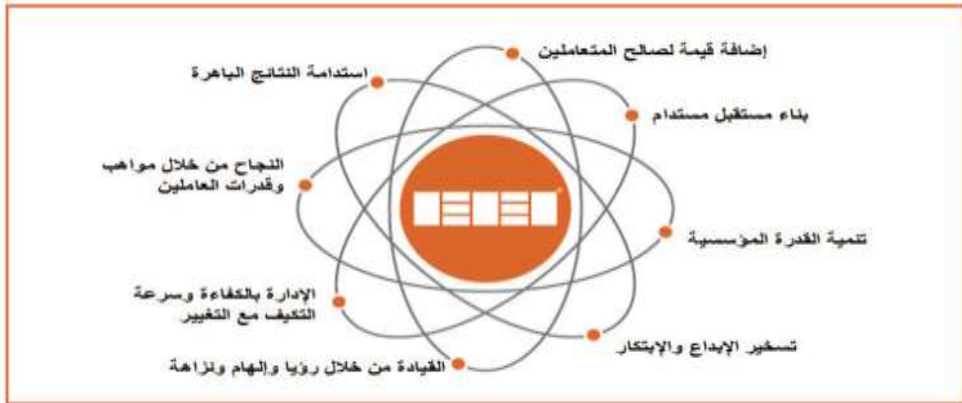 إضافة قيمة لصالح المتعاملين
استدامة النتائج الباهرة
بناء مستقبل مستدام
النجاح من خلال مواهب
وقدرات العاملين
تنمية القدرة المؤسسية
الإدارة بالكفاءة وسرعة
التكيف مع التغيير
تسخير الإبداع والإبتكار
القيادة من خلال رؤيا وإلهام ونزاهة